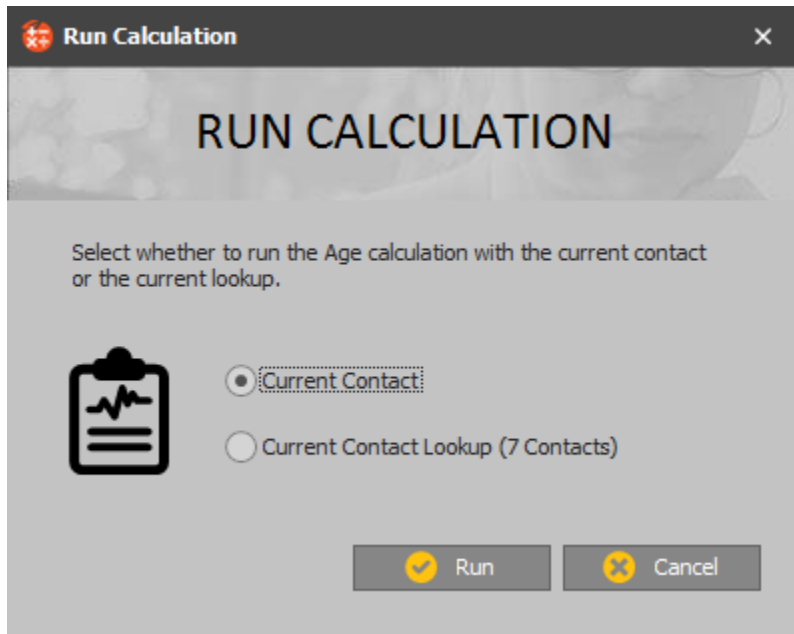 Run Calculation
RUN CALCULATION
Select whether to run the Age calculation with the current contact
or the current lookup.
Current Contact
Current Contact Lookup (7 Contacts)
Run
Cancel